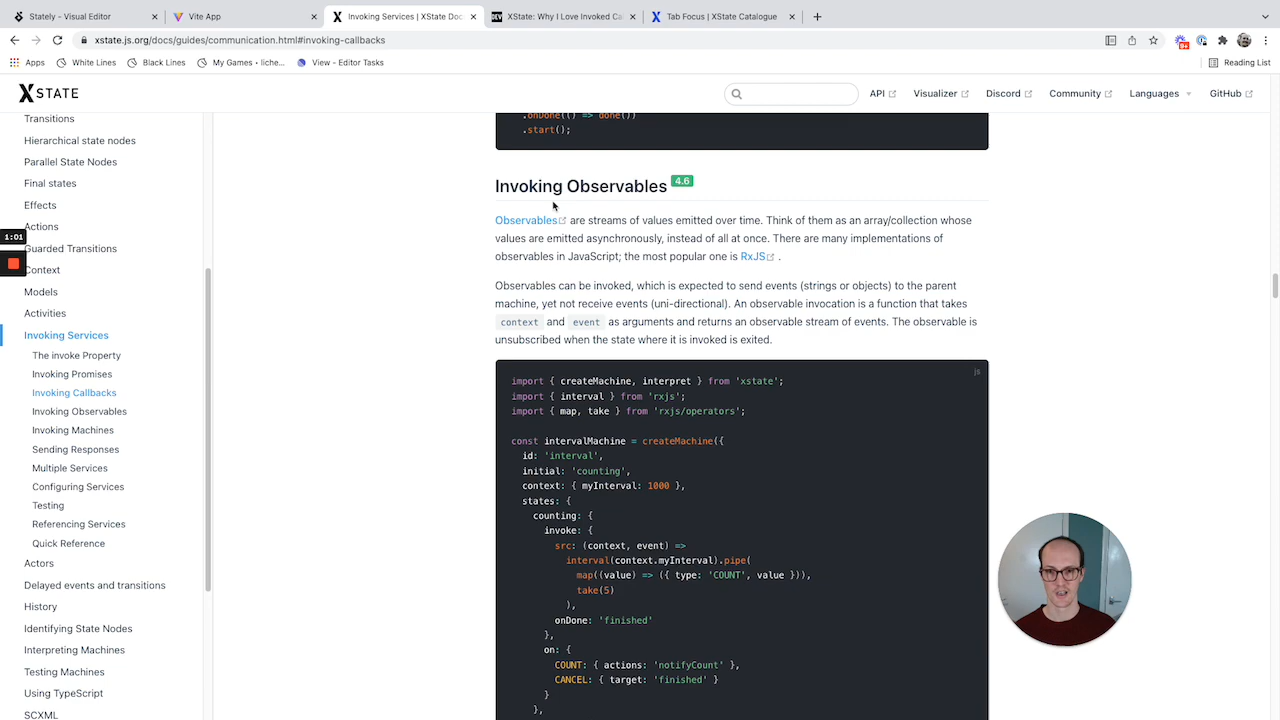 Stately - Visual Editor
Vite App
Invoking Services | XState Doc
XState: Why I Love Invoked Ca
Tab Focus | XState Catalogue
xstate.js.org/docs/guides/communication.html#invoking-callbacks
Apps
White Lines
Black Lines
My Games • liche...
View - Editor Tasks
Reading List
XSTATE
API
Visualizer
Discord
Community
Languages
GitHub
Transitions
Hierarchical state nodes
Parallel State Nodes
Final states
Effects
Actions
1:01
Guarded Transitions
Context
Models
Activities
Invoking Services
The invoke Property
Invoking Promises
Invoking Callbacks
Invoking Observables
Invoking Machines
Sending Responses
Multiple Services
Configuring Services
Testing
Referencing Services
Quick Reference
Actors
Delayed events and transitions
History
Identifying State Nodes
Interpreting Machines
Testing Machines
Using TypeScript
SCXML
.onDone(() => done())
.start();
Invoking Observables 4.6
Observables are streams of values emitted over time. Think of them as an array/collection whose
values are emitted asynchronously, instead of all at once. There are many implementations of
observables in JavaScript; the most popular one is RxJS .
Observables can be invoked, which is expected to send events (strings or objects) to the parent
machine, yet not receive events (uni-directional). An observable invocation is a function that takes
context and event as arguments and returns an observable stream of events. The observable is
unsubscribed when the state where it is invoked is exited.
js
import { createMachine, interpret } from 'xstate';
import { interval } from 'rxjs';
import { map, take } from 'rxjs/operators';
const intervalMachine = createMachine({
id: 'interval',
initial: 'counting',
context: { myInterval: 1000 },
states: {
counting: {
invoke: {
src: (context, event) =>
interval(context.myInterval).pipe(
map((value) => ({ type: 'COUNT', value })),
take(5)
),
onDone: 'finished'
},
on: {
COUNT: { actions: 'notifyCount' },
CANCEL: { target: 'finished' }
}
},